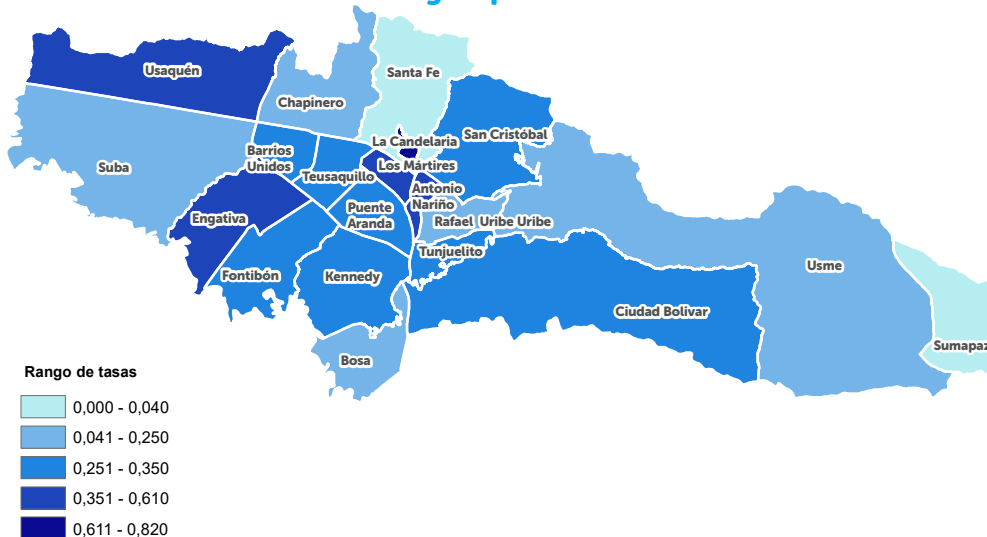 Usaquén
Santa Fe
Chapinero
La Candelaria
San Cristóbal
Barrios
Unidos
Suba
Los Mártires
Teusaquillo
Antonio
Nariño
Puente
Aranda
Engativa
Rafael Uribe Uribe
Tunjuelito
Usme
Fontibón
Kennedy
Ciudad Bolivar
Sumapaz
Bosa
Rango de tasas
0,000 - 0,040
0,041 - 0,250
0,251 - 0,350
0,351 - 0,610
0,611 - 0,820